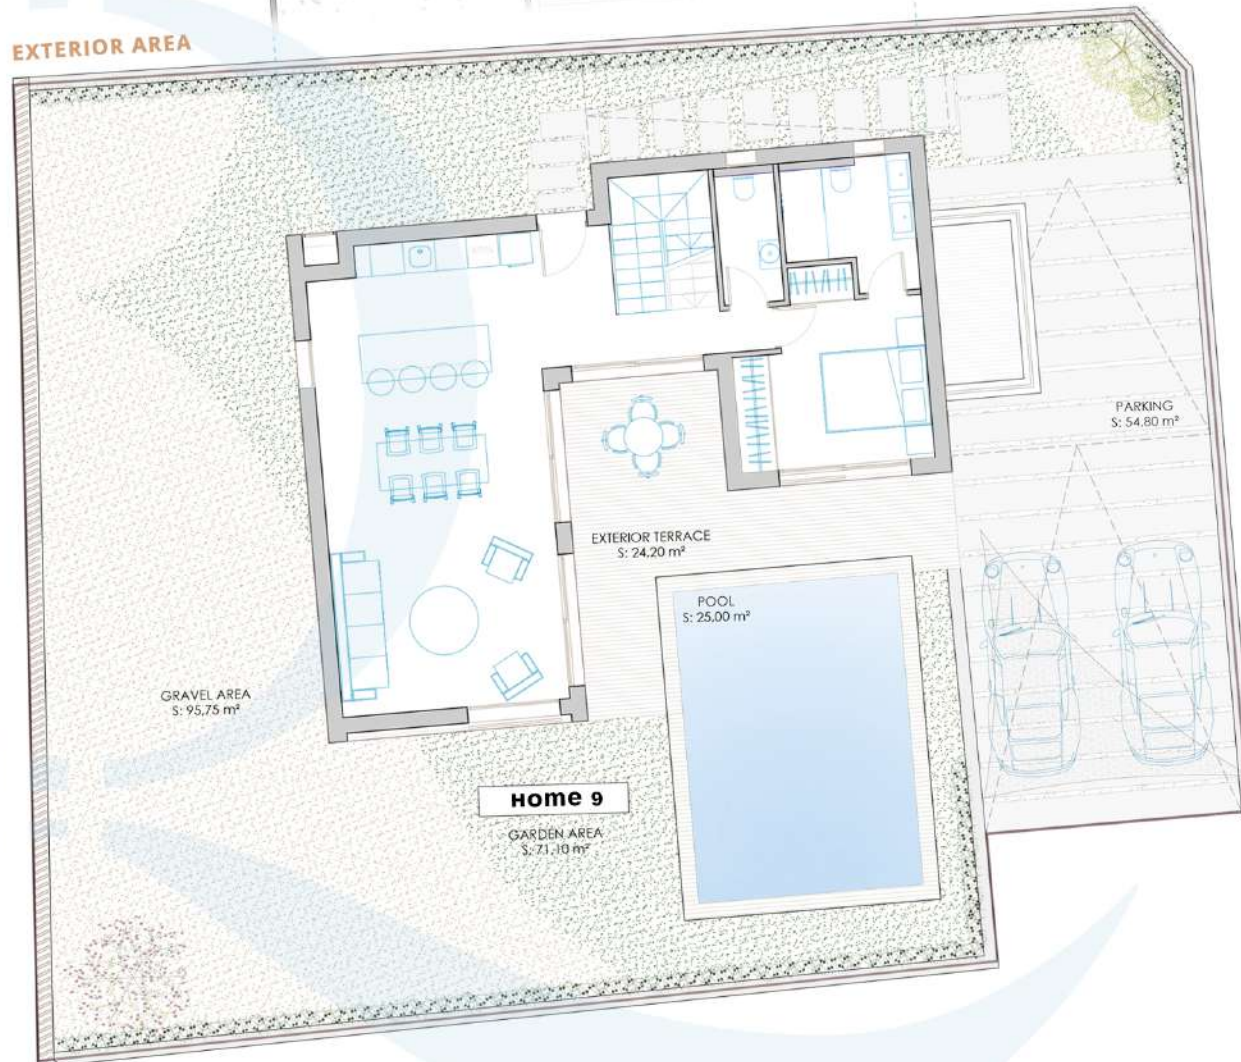 EXTERIOR AREA
PARKING
S: 54,80 m²
EXTERIOR TERRACE
S: 24,20 m²
POOL
S: 25,00 m²
GRAVEL AREA
S: 95,75 m²
Home 9
GARDEN AREA
S: 71,10 m²